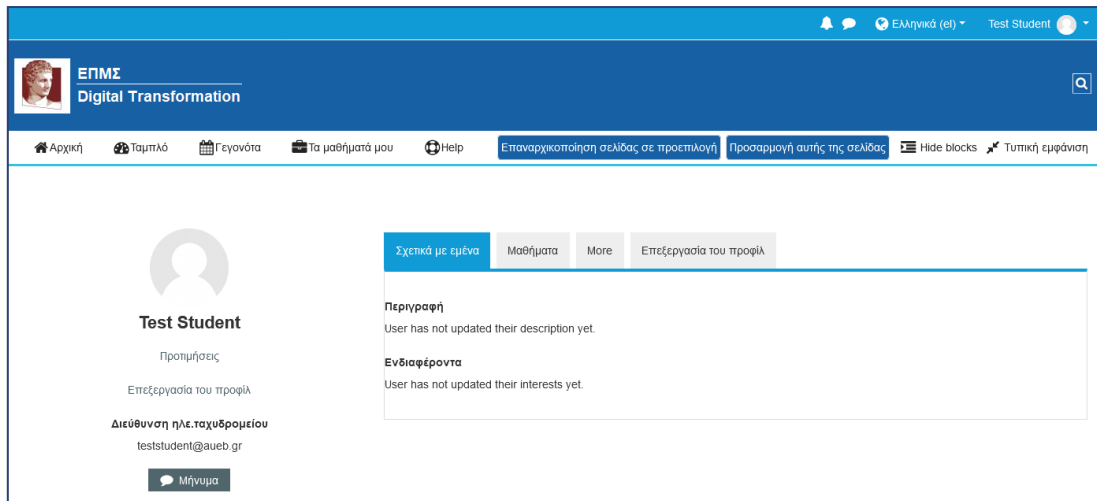 Ελληνικά (el) Test Student
ΕΠΜΣ
Digital Transformation
Αρχική Ταμπλό Γεγονότα Τα μαθήματά μου Help Επαναρχικοποίηση σελίδας σε προεπιλογή Προσαρμογή αυτής της σελίδας Hide blocks Τυπική εμφάνιση
Σχετικά με εμένα Μαθήματα More Επεξεργασία του προφίλ
Test Student
Προτιμήσεις
Επεξεργασία του προφίλ
Διεύθυνση ηλε.ταχυδρομείου
teststudent@aueb.gr
Μήνυμα
Περιγραφή
User has not updated their description yet.
Ενδιαφέροντα
User has not updated their interests yet.